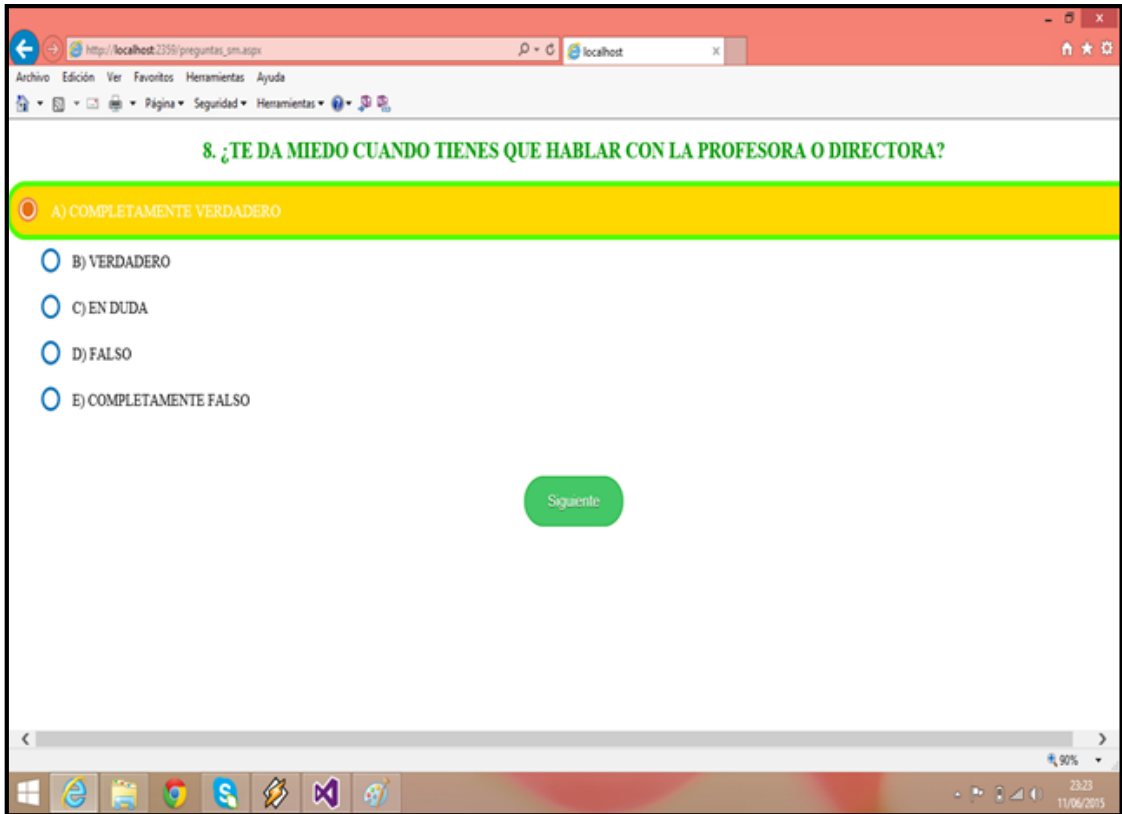 http://localhost:2359/preguntas_sm.aspx
localhost
Archivo Edición Ver Favoritos Herramientas Ayuda
Página Seguridad Herramientas
8. ¿TE DA MIEDO CUANDO TIENES QUE HABLAR CON LA PROFESORA O DIRECTORA?
A) COMPLETAMENTE VERDADERO
B) VERDADERO
C) EN DUDA
D) FALSO
E) COMPLETAMENTE FALSO
Siguiente
90%
23:23
11/06/2015